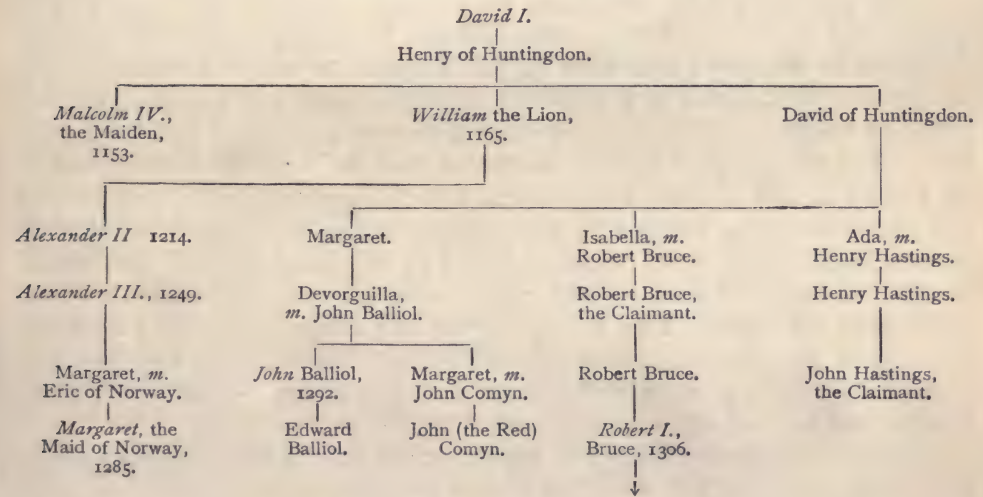 David I.
Henry of Huntingdon.
Malcolm IV.,
the Maiden,
1153.
William the Lion,
1165.
David of Huntingdon.
Alexander II 1214.
Margaret.
Isabella, m.
Robert Bruce.
Ada, m.
Henry Hastings.
Alexander III., 1249.
Devorguilla,
m. John Balliol.
Robert Bruce,
the Claimant.
Henry Hastings.
Margaret, m.
Eric of Norway.
John Balliol,
1292.
Margaret, m.
John Comyn.
Robert Bruce.
John Hastings,
the Claimant.
Margaret, the
Maid of Norway,
1285.
Edward
Balliol.
John (the Red)
Comyn.
Robert I.,
Bruce, 1306.